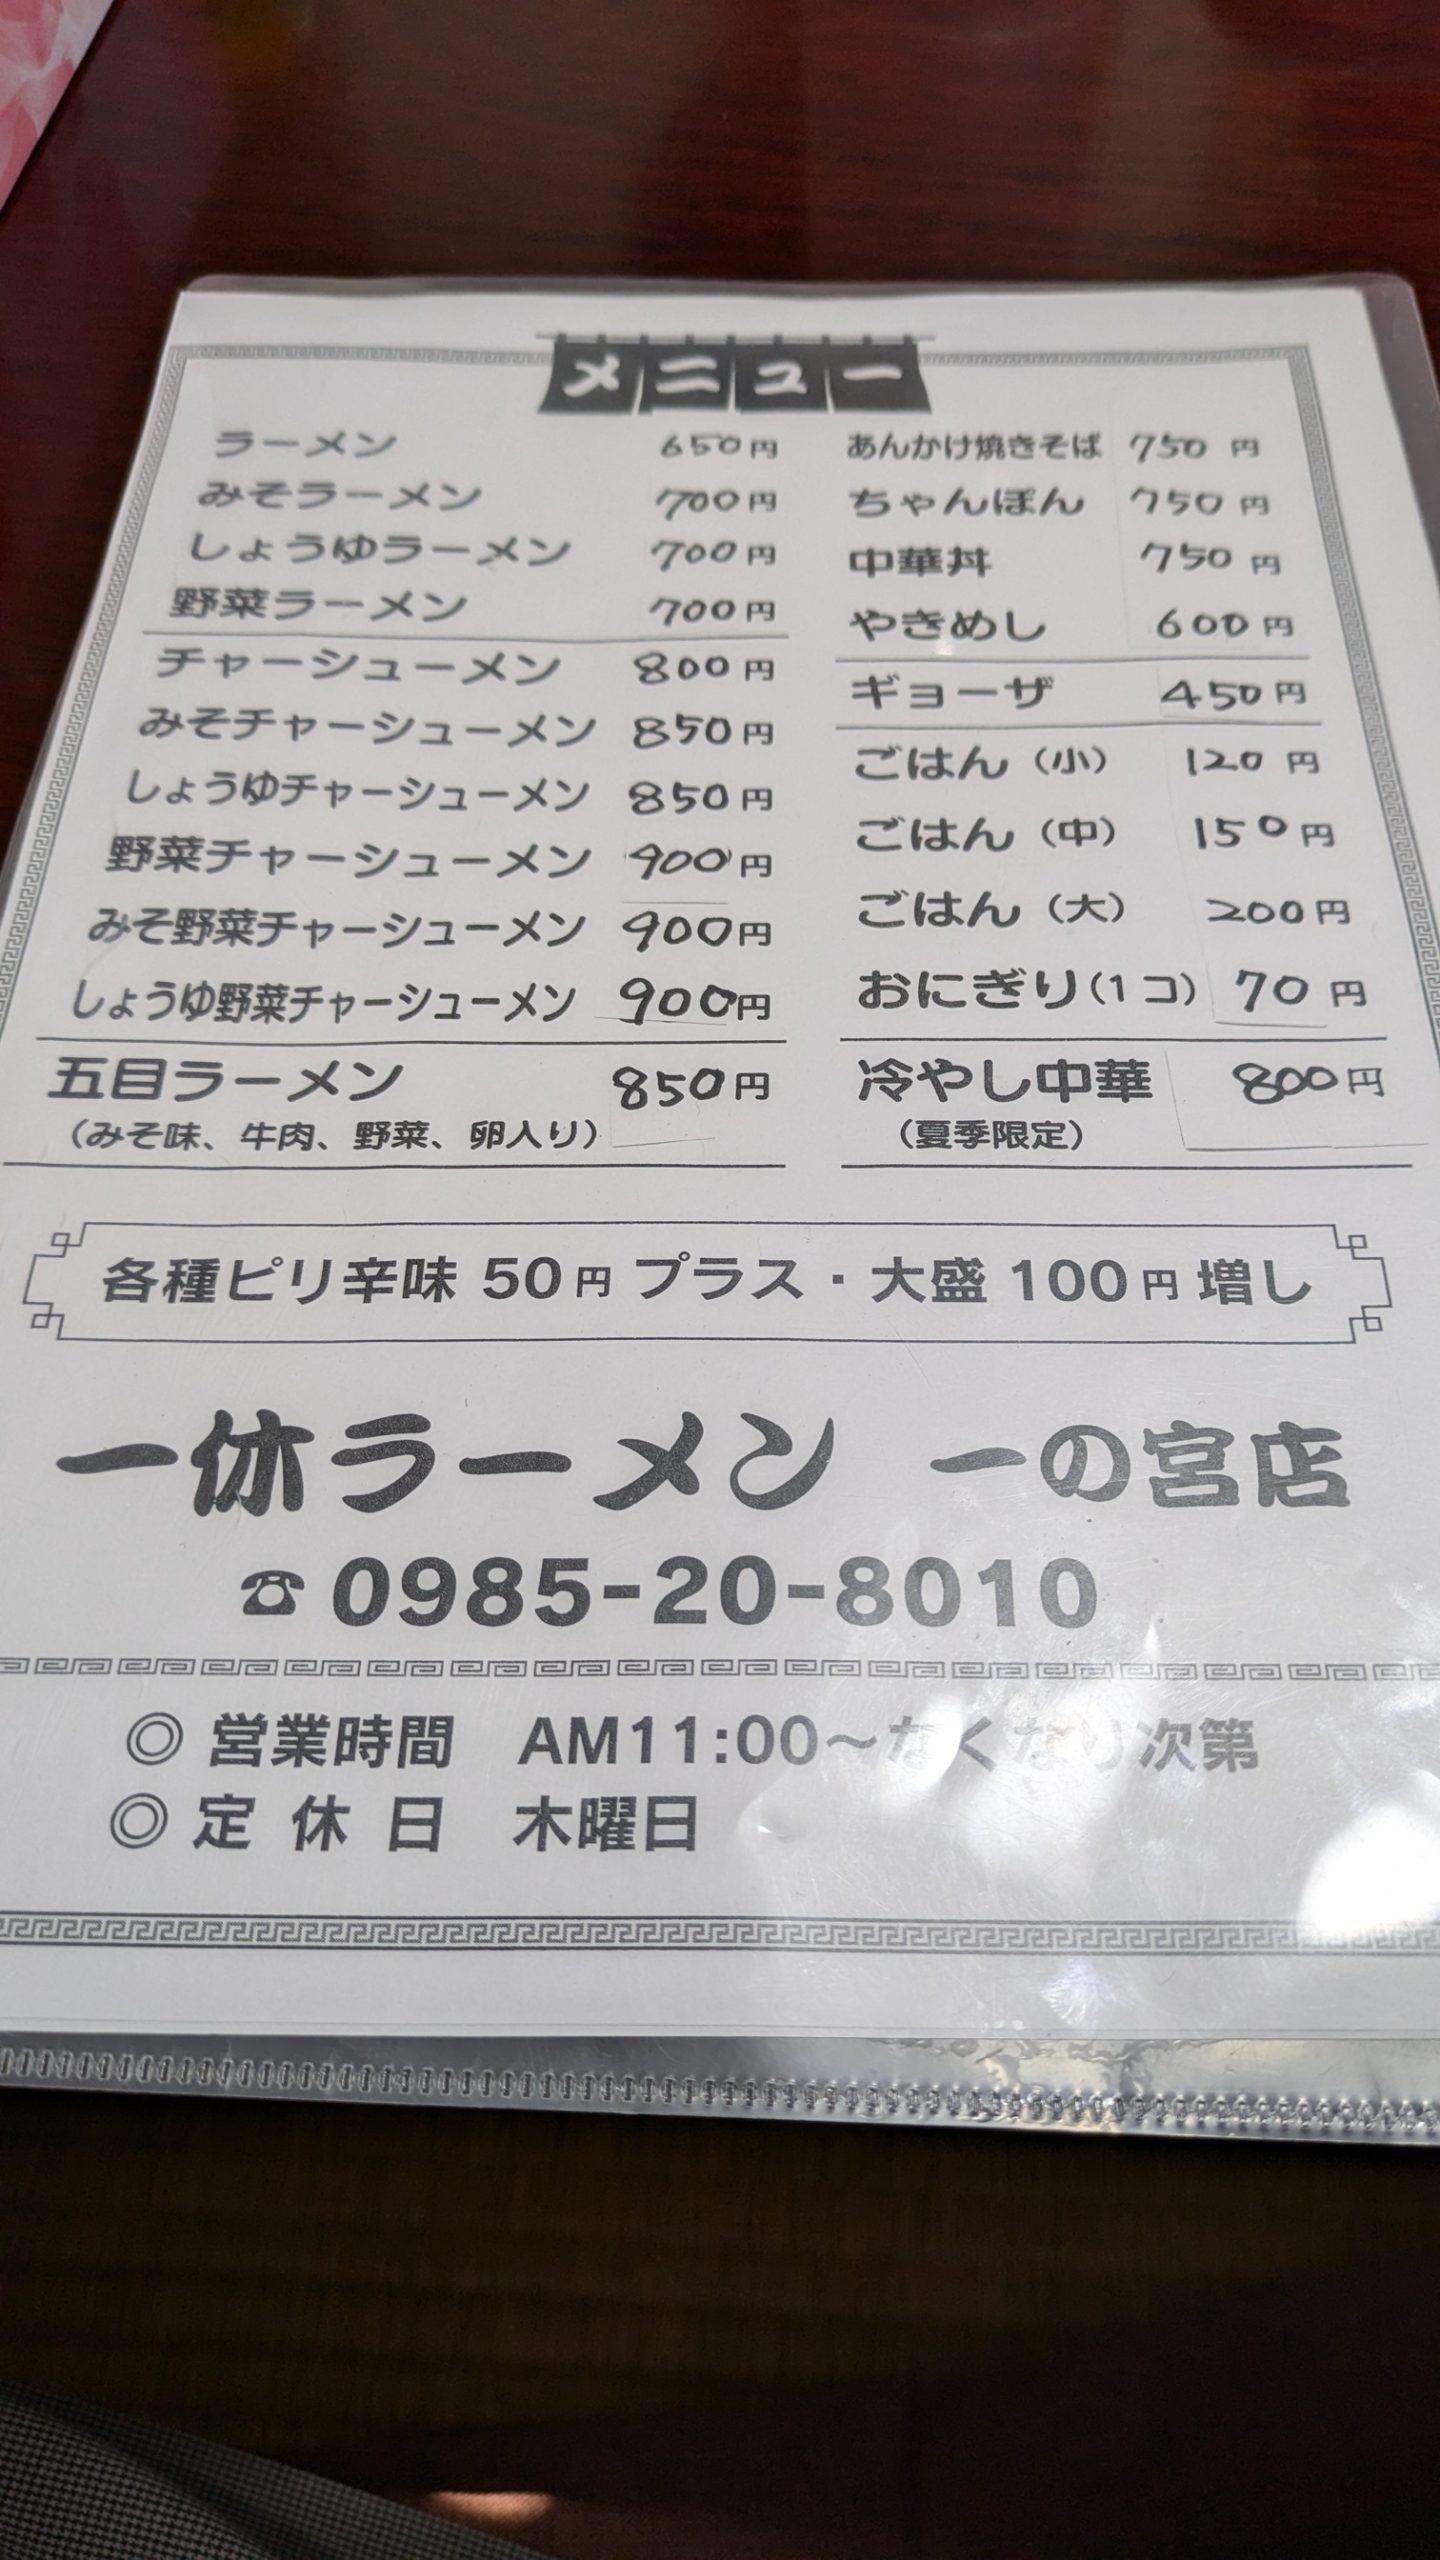 メニュー
ラーメン 650円
みそラーメン 700円
しょうゆラーメン 700円
野菜ラーメン 700円
チャーシューメン 800円
みそチャーシューメン 850円
しょうゆチャーシューメン 850円
野菜チャーシューメン 900円
みそ野菜チャーシューメン 900円
しょうゆ野菜チャーシューメン 900円
五目ラーメン 850円
（みそ味、牛肉、野菜、卵入り）
あんかけ焼きそば 750円
ちゃんぽん 750円
中華丼 750円
やきめし 600円
ギョーザ 450円
ごはん（小） 120円
ごはん（中） 150円
ごはん（大） 200円
おにぎり（1コ） 70円
冷やし中華 800円
（夏季限定）
各種ピリ辛味 50円 プラス・大盛 100円 増し
一休ラーメン 一の宮店
☎0985-20-8010
◎営業時間 AM11:00～なくなり次第
◎定休日 木曜日